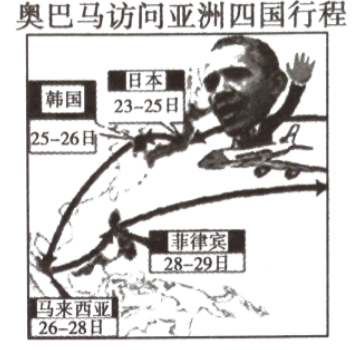 奥巴马访问亚洲四国行程
日本
23-25日
韩国
25-26日
菲律宾
28-29日
马来西亚
26-28日